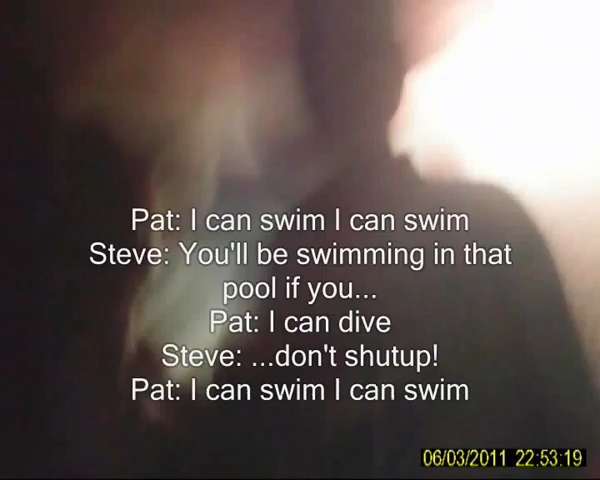 Pat: I can swim I can swim
Steve: You'll be swimming in that
pool if you...
Pat: I can dive
Steve: ...don't shutup!
Pat: I can swim I can swim
06/03/2011 22:53:19